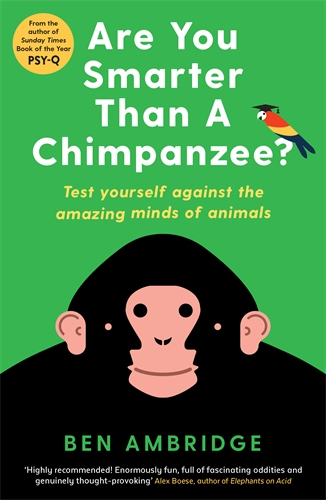 From the
author of
Sunday Times
Book of the Year
PSY-Q
Are You
Smarter
Than A
Chimpanzee?
Test yourself against the
amazing minds of animals
BEN AMBRIDGE
'Highly recommended! Enormously fun, full of fascinating oddities and
genuinely thought-provoking' Alex Boese, author of Elephants on Acid